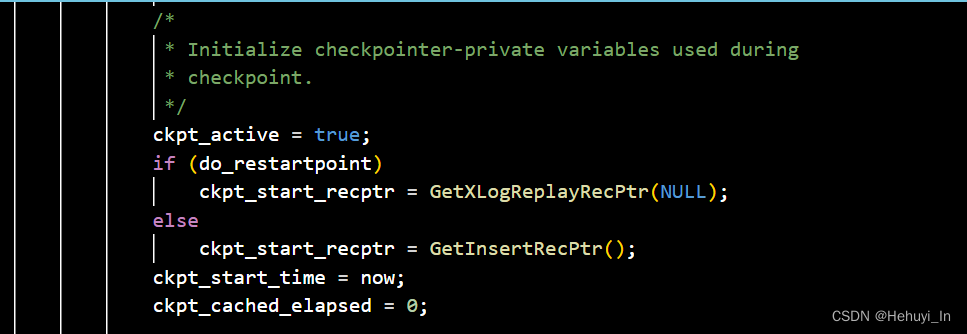 /*
* Initialize checkpointer-private variables used during
* checkpoint.
*/
ckpt_active = true;
if (do_restartpoint)
ckpt_start_recptr = GetXLogReplayRecPtr(NULL);
else
ckpt_start_recptr = GetInsertRecPtr();
ckpt_start_time = now;
ckpt_cached_elapsed = 0;
CSDN @Hehuyi_In